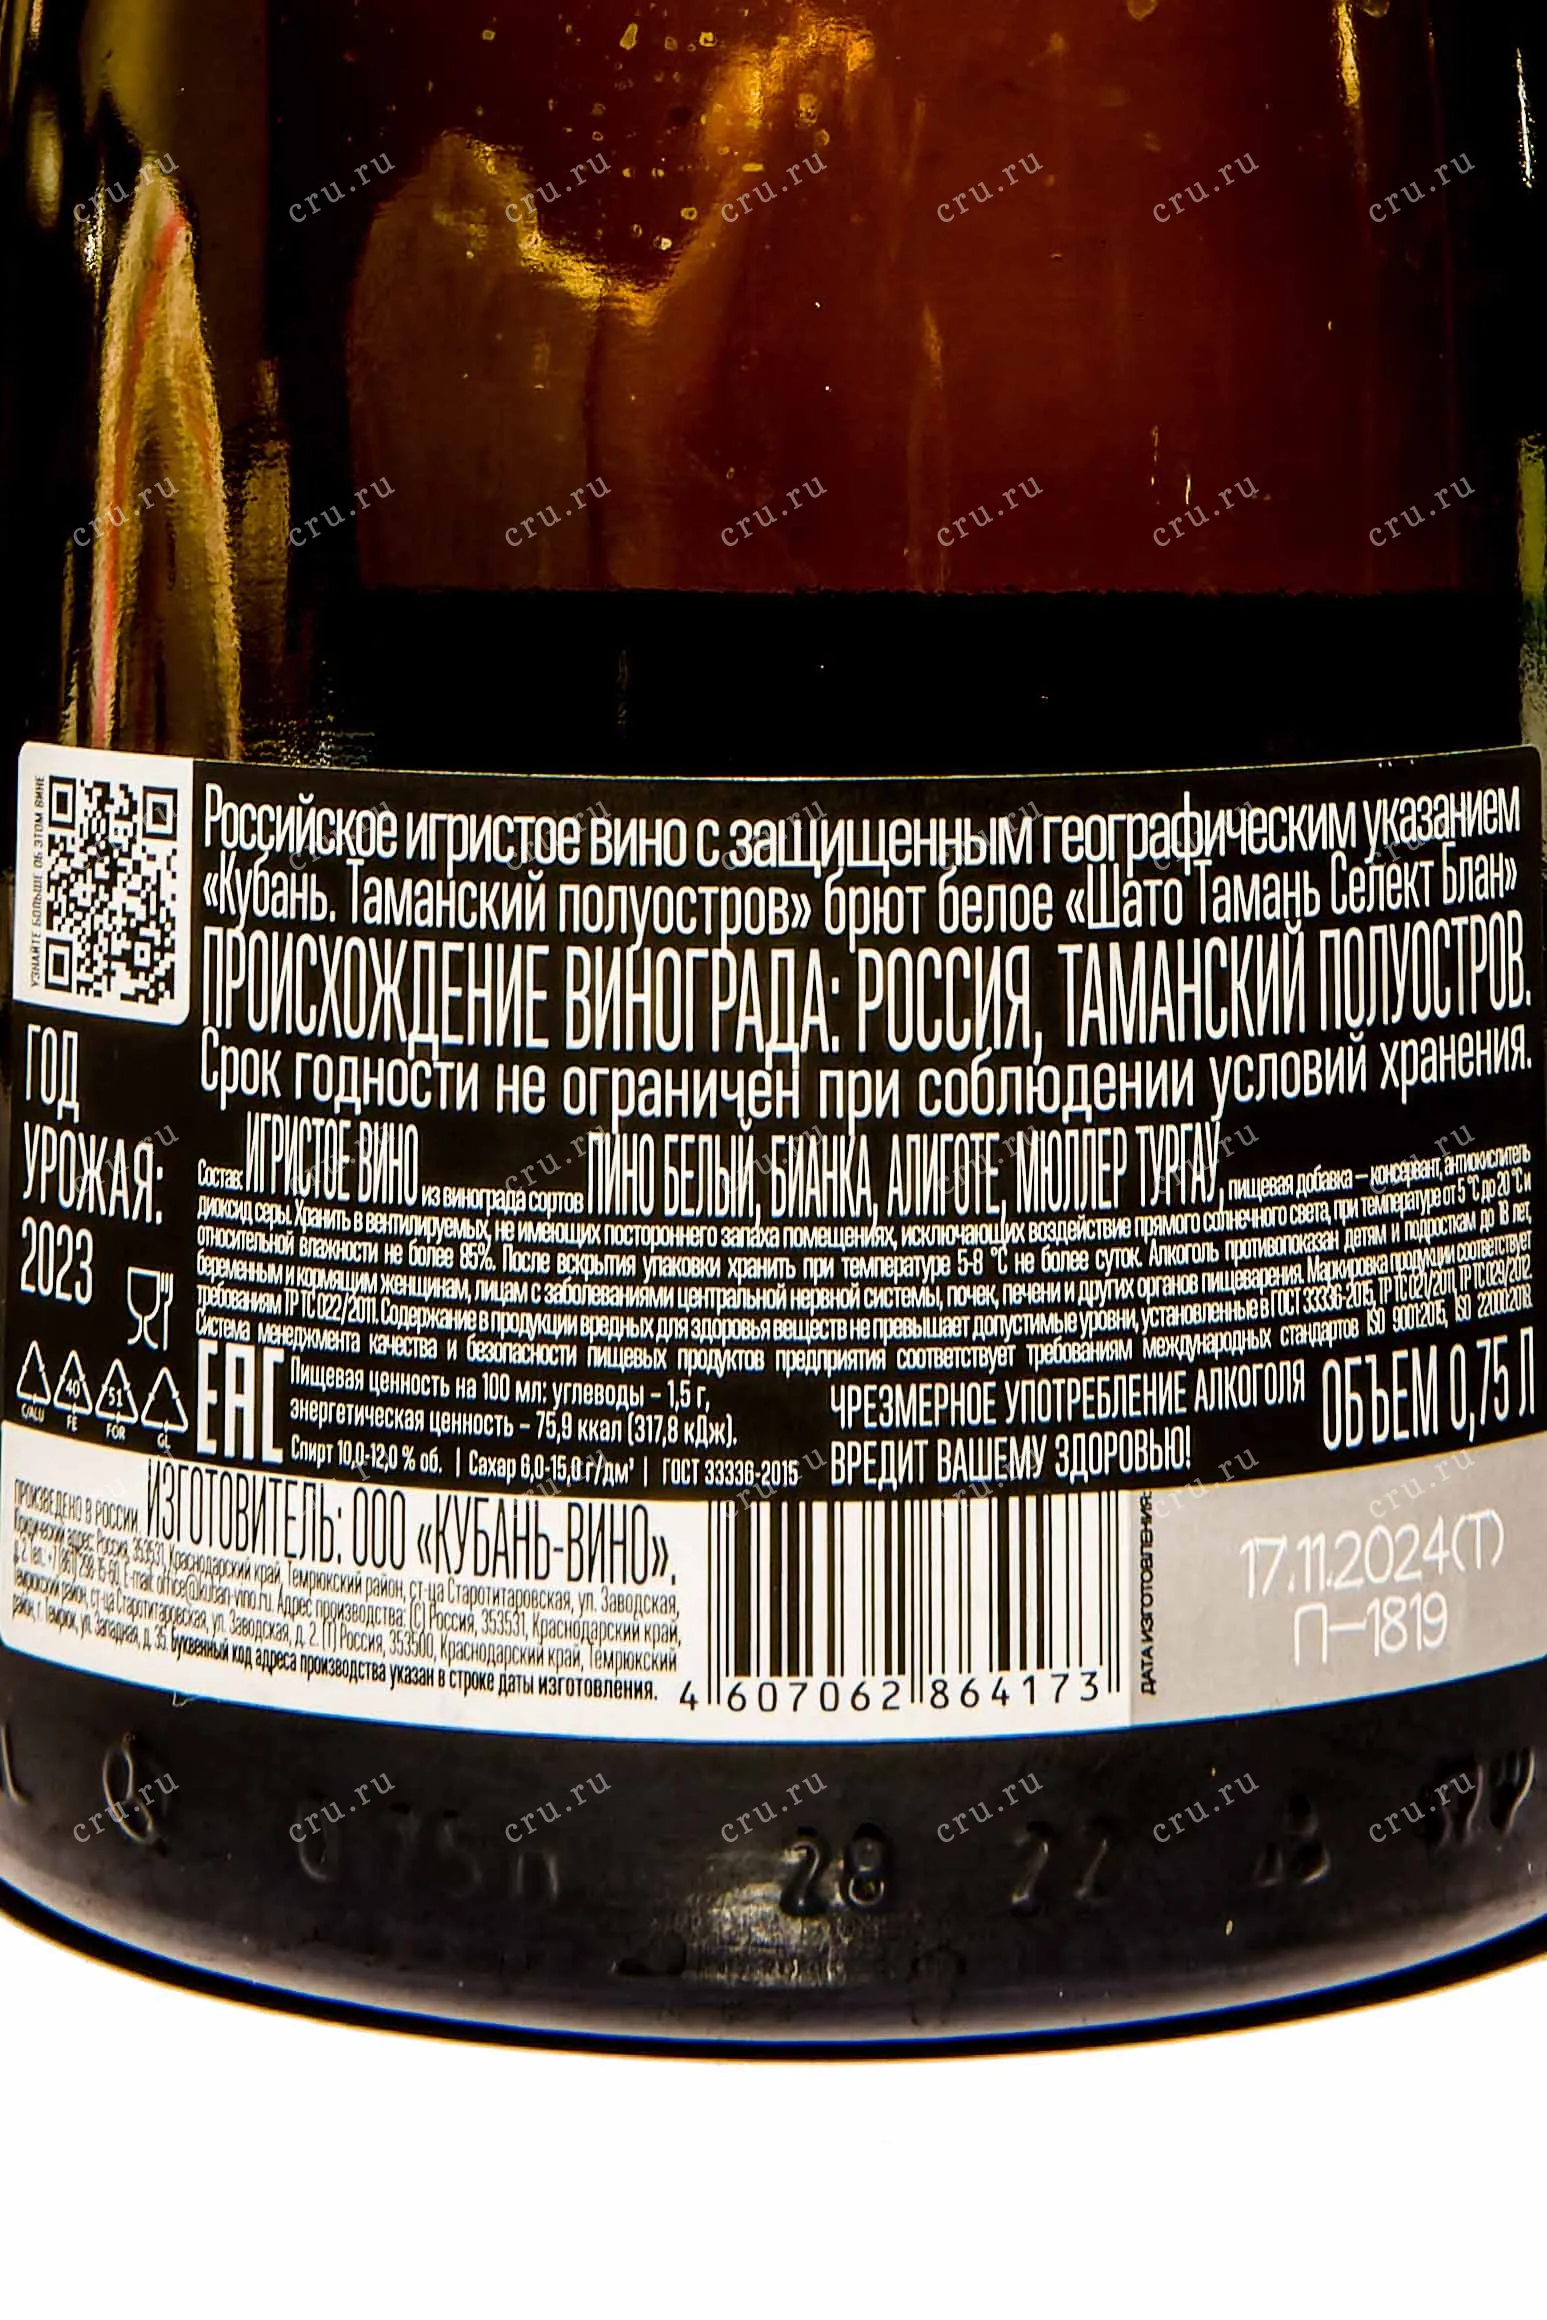 УЗНАЙТЕ БОЛЬШЕ ОБ ЭТОМ ВИНЕ
Российское игристое вино с защищенным географическим указанием
«Кубань. Таманский полуостров» брют белое «Шато Тамань Селект Блан»
ПРОИСХОЖДЕНИЕ ВИНОГРАДА: РОССИЯ, ТАМАНСКИЙ ПОЛУОСТРОВ.
Срок годности не ограничен при соблюдении условий хранения.
ГОД
УРОЖАЯ:
2023
Состав: ИГРИСТОЕ ВИНО из винограда сортов ПИНО БЕЛЫЙ, БИАНКА, АЛИГОТЕ, МЮЛЛЕР ТУРГАУ, пищевая добавка – консервант, антиокислитель
диоксид серы. Хранить в вентилируемых, не имеющих постороннего запаха помещениях, исключающих воздействие прямого солнечного света, при температуре от 5 °С до 20 °С и
относительной влажности не более 85%. После вскрытия упаковки хранить при температуре 5-8 °С не более суток. Алкоголь противопоказан детям и подросткам до 18 лет,
беременным и кормящим женщинам, лицам с заболеваниями центральной нервной системы, почек, печени и других органов пищеварения. Маркировка продукции соответствует
требованиям ТР ТС 022/2011. Содержание в продукции вредных для здоровья веществ не превышает допустимые уровни, установленные в ГОСТ 33336-2015, ТР ТС 021/2011, ТР ТС 029/2012.
Система менеджмента качества и безопасности пищевых продуктов предприятия соответствует требованиям международных стандартов ISO 9001:2015, ISO 22000:2018.
C/ALU
40
FE
51
FOR
GL
EAC
Пищевая ценность на 100 мл: углеводы – 1,5 г,
энергетическая ценность – 75,9 ккал (317,8 кДж).
Спирт 10,0-12,0 % об. | Сахар 6,0-15,0 г/дм³ | ГОСТ 33336-2015
ЧРЕЗМЕРНОЕ УПОТРЕБЛЕНИЕ АЛКОГОЛЯ
ВРЕДИТ ВАШЕМУ ЗДОРОВЬЮ!
ОБЪЕМ 0,75 Л
ПРОИЗВЕДЕНО В РОССИИ. ИЗГОТОВИТЕЛЬ: ООО «КУБАНЬ-ВИНО».
Юридический адрес: Россия, 353531, Краснодарский край, Темрюкский район, ст-ца Старотитаровская, ул. Заводская,
д. 2. Тел.: +7 (861) 298-15-60. E-mail: office@kuban-vino.ru. Адрес производства: (С) Россия, 353531, Краснодарский край,
Темрюкский район, ст-ца Старотитаровская, ул. Заводская, д. 2. (Т) Россия, 353500, Краснодарский край, Темрюкский
район, г. Темрюк, ул. Западная, д. 35. Буквенный код адреса производства указан в строке даты изготовления.
4 607062 864173
ДАТА ИЗГОТОВЛЕНИЯ:
17.11.2024(Т)
П-1819
28
cru.ru